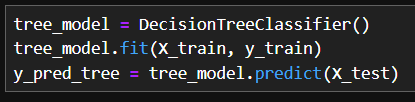 tree_model = DecisionTreeClassifier()
tree_model.fit(X_train, y_train)
y_pred_tree = tree_model.predict(X_test)